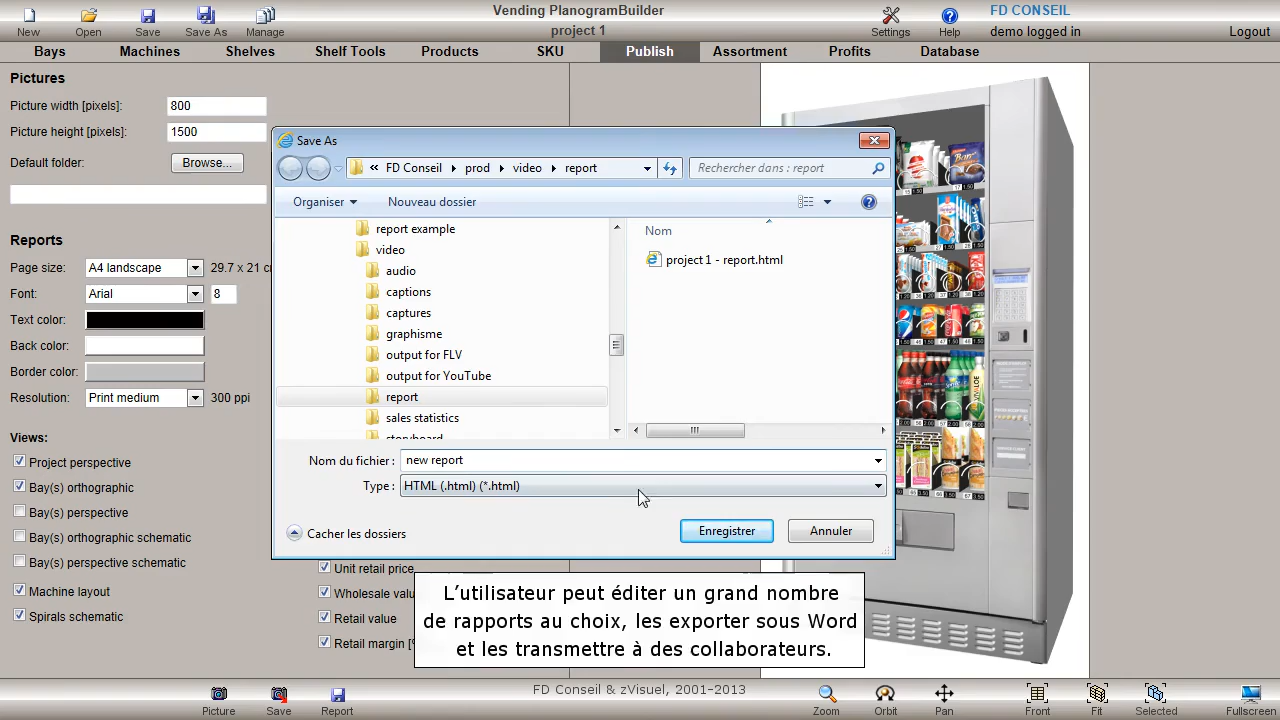 New
Open
Save
Save As
Manage
Vending PlanogramBuilder
project 1
Settings
Help
FD CONSEIL
demo logged in
Logout
Bays
Machines
Shelves
Shelf Tools
Products
SKU
Publish
Assortment
Profits
Database
Pictures
Picture width [pixels]: 800
Picture height [pixels]: 1500
Default folder: Browse...
Reports
Page size: A4 landscape 29.7 x 21 c
Font: Arial 8
Text color:
Back color:
Border color:
Resolution: Print medium 300 ppi
Views:
Project perspective
Bay(s) orthographic
Bay(s) perspective
Bay(s) orthographic schematic
Bay(s) perspective schematic
Machine layout
Spirals schematic
Save As
« FD Conseil prod video report
Rechercher dans : report
Organiser
Nouveau dossier
report example
video
audio
captions
captures
graphisme
output for FLV
output for YouTube
report
sales statistics
storyboard
Nom
project 1 - report.html
Nom du fichier : new report
Type : HTML (.html) (*.html)
Cacher les dossiers
Enregistrer
Annuler
Unit retail price
Wholesale valu
Retail value
Retail margin [%
L'utilisateur peut éditer un grand nombre
de rapports au choix, les exporter sous Word
et les transmettre à des collaborateurs.
Picture
Save
Report
FD Conseil & zVisuel, 2001-2013
Zoom
Orbit
Pan
Front
Fit
Selected
Fullscreen